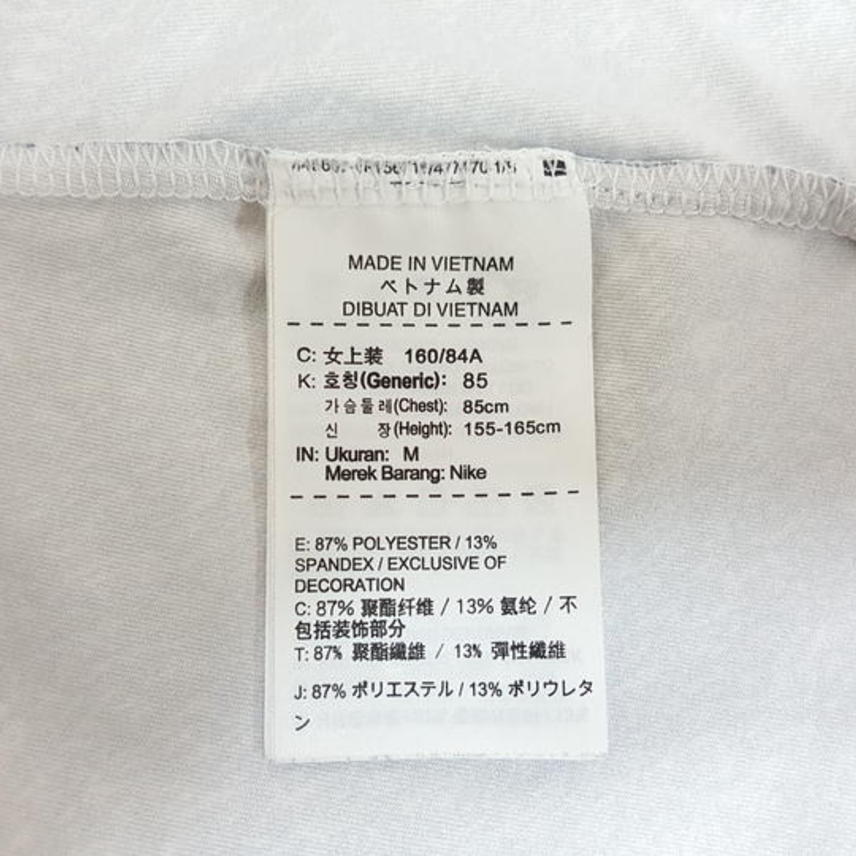 MADE IN VIETNAM
ベトナム製
DIBUAT DI VIETNAM
C: 女上装 160/84A
K: 호칭(Generic): 85
가슴둘레(Chest): 85cm
신 장(Height): 155-165cm
IN: Ukuran: M
Merek Barang: Nike
E: 87% POLYESTER / 13%
SPANDEX / EXCLUSIVE OF
DECORATION
C: 87% 聚酯纤维 / 13% 氨纶 / 不
包括装饰部分
T: 87% 聚酯纖維 / 13% 彈性纖維
J: 87% ポリエステル / 13% ポリウレタ
ン